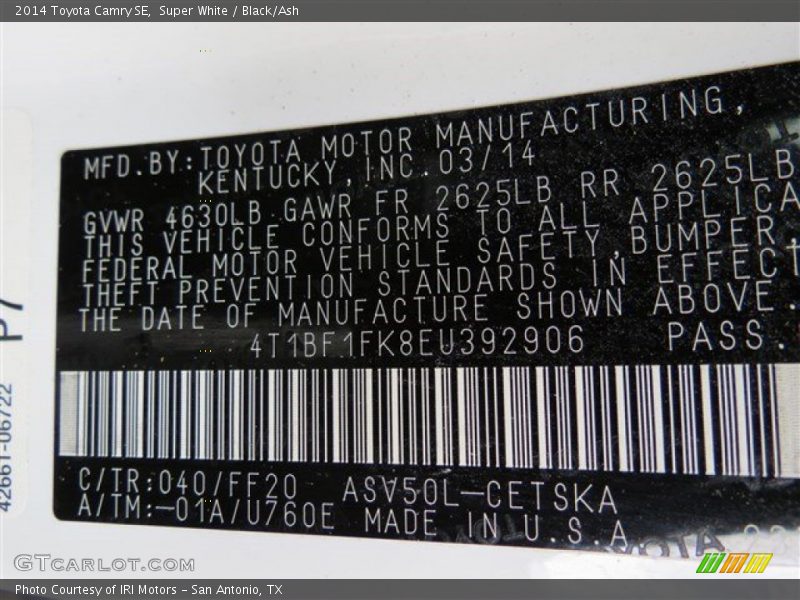 2014 Toyota Camry SE, Super White / Black/Ash
MFD.BY:TOYOTA MOTOR MANUFACTURING,
KENTUCKY,INC.03/14
GVWR 4630LB GAWR FR 2625LB RR 2625LB
THIS VEHICLE CONFORMS TO ALL APPLICA
FEDERAL MOTOR VEHICLE SAFETY,BUMPER,
THEFT PREVENTION STANDARDS IN EFFECT
THE DATE OF MANUFACTURE SHOWN ABOVE.
4T1BF1FK8EU392906 PASS.
C/TR:040/FF20 ASV50L-CETSKA
A/TM:-01A/U760E MADE IN U.S.A
P7
42661-06722
GTCARLOT.COM
Photo Courtesy of IRI Motors - San Antonio, TX